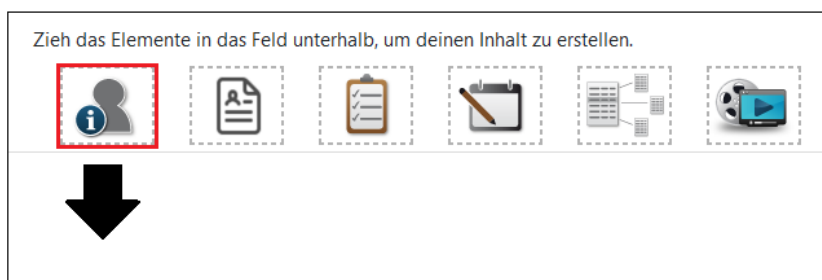 Zieh das Elemente in das Feld unterhalb, um deinen Inhalt zu erstellen.